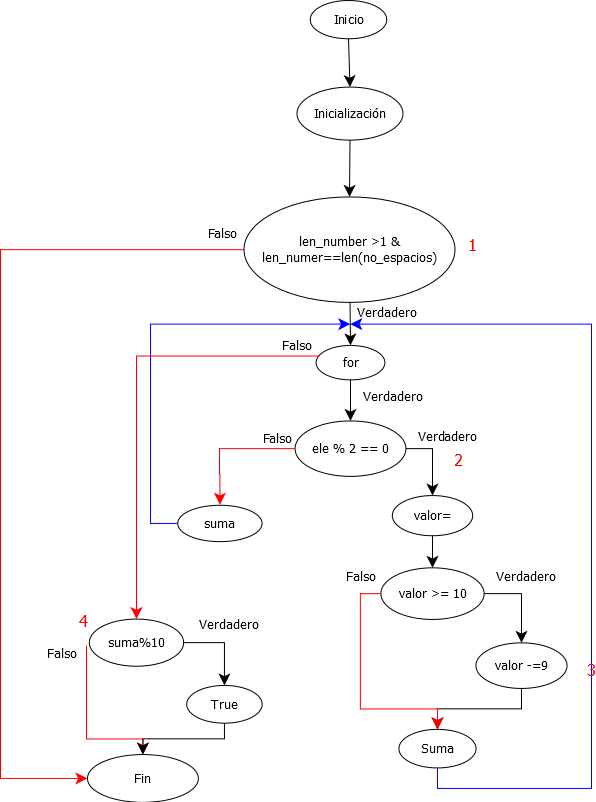 Inicio
Inicialización
Falso
len_number >1 &
len_numer==len(no_espacios)
1
Verdadero
Falso
for
Verdadero
Falso
ele % 2 == 0
Verdadero
2
suma
valor=
Falso
valor >= 10
Verdadero
4
suma%10
Verdadero
Falso
valor -=9
3
True
Suma
Fin